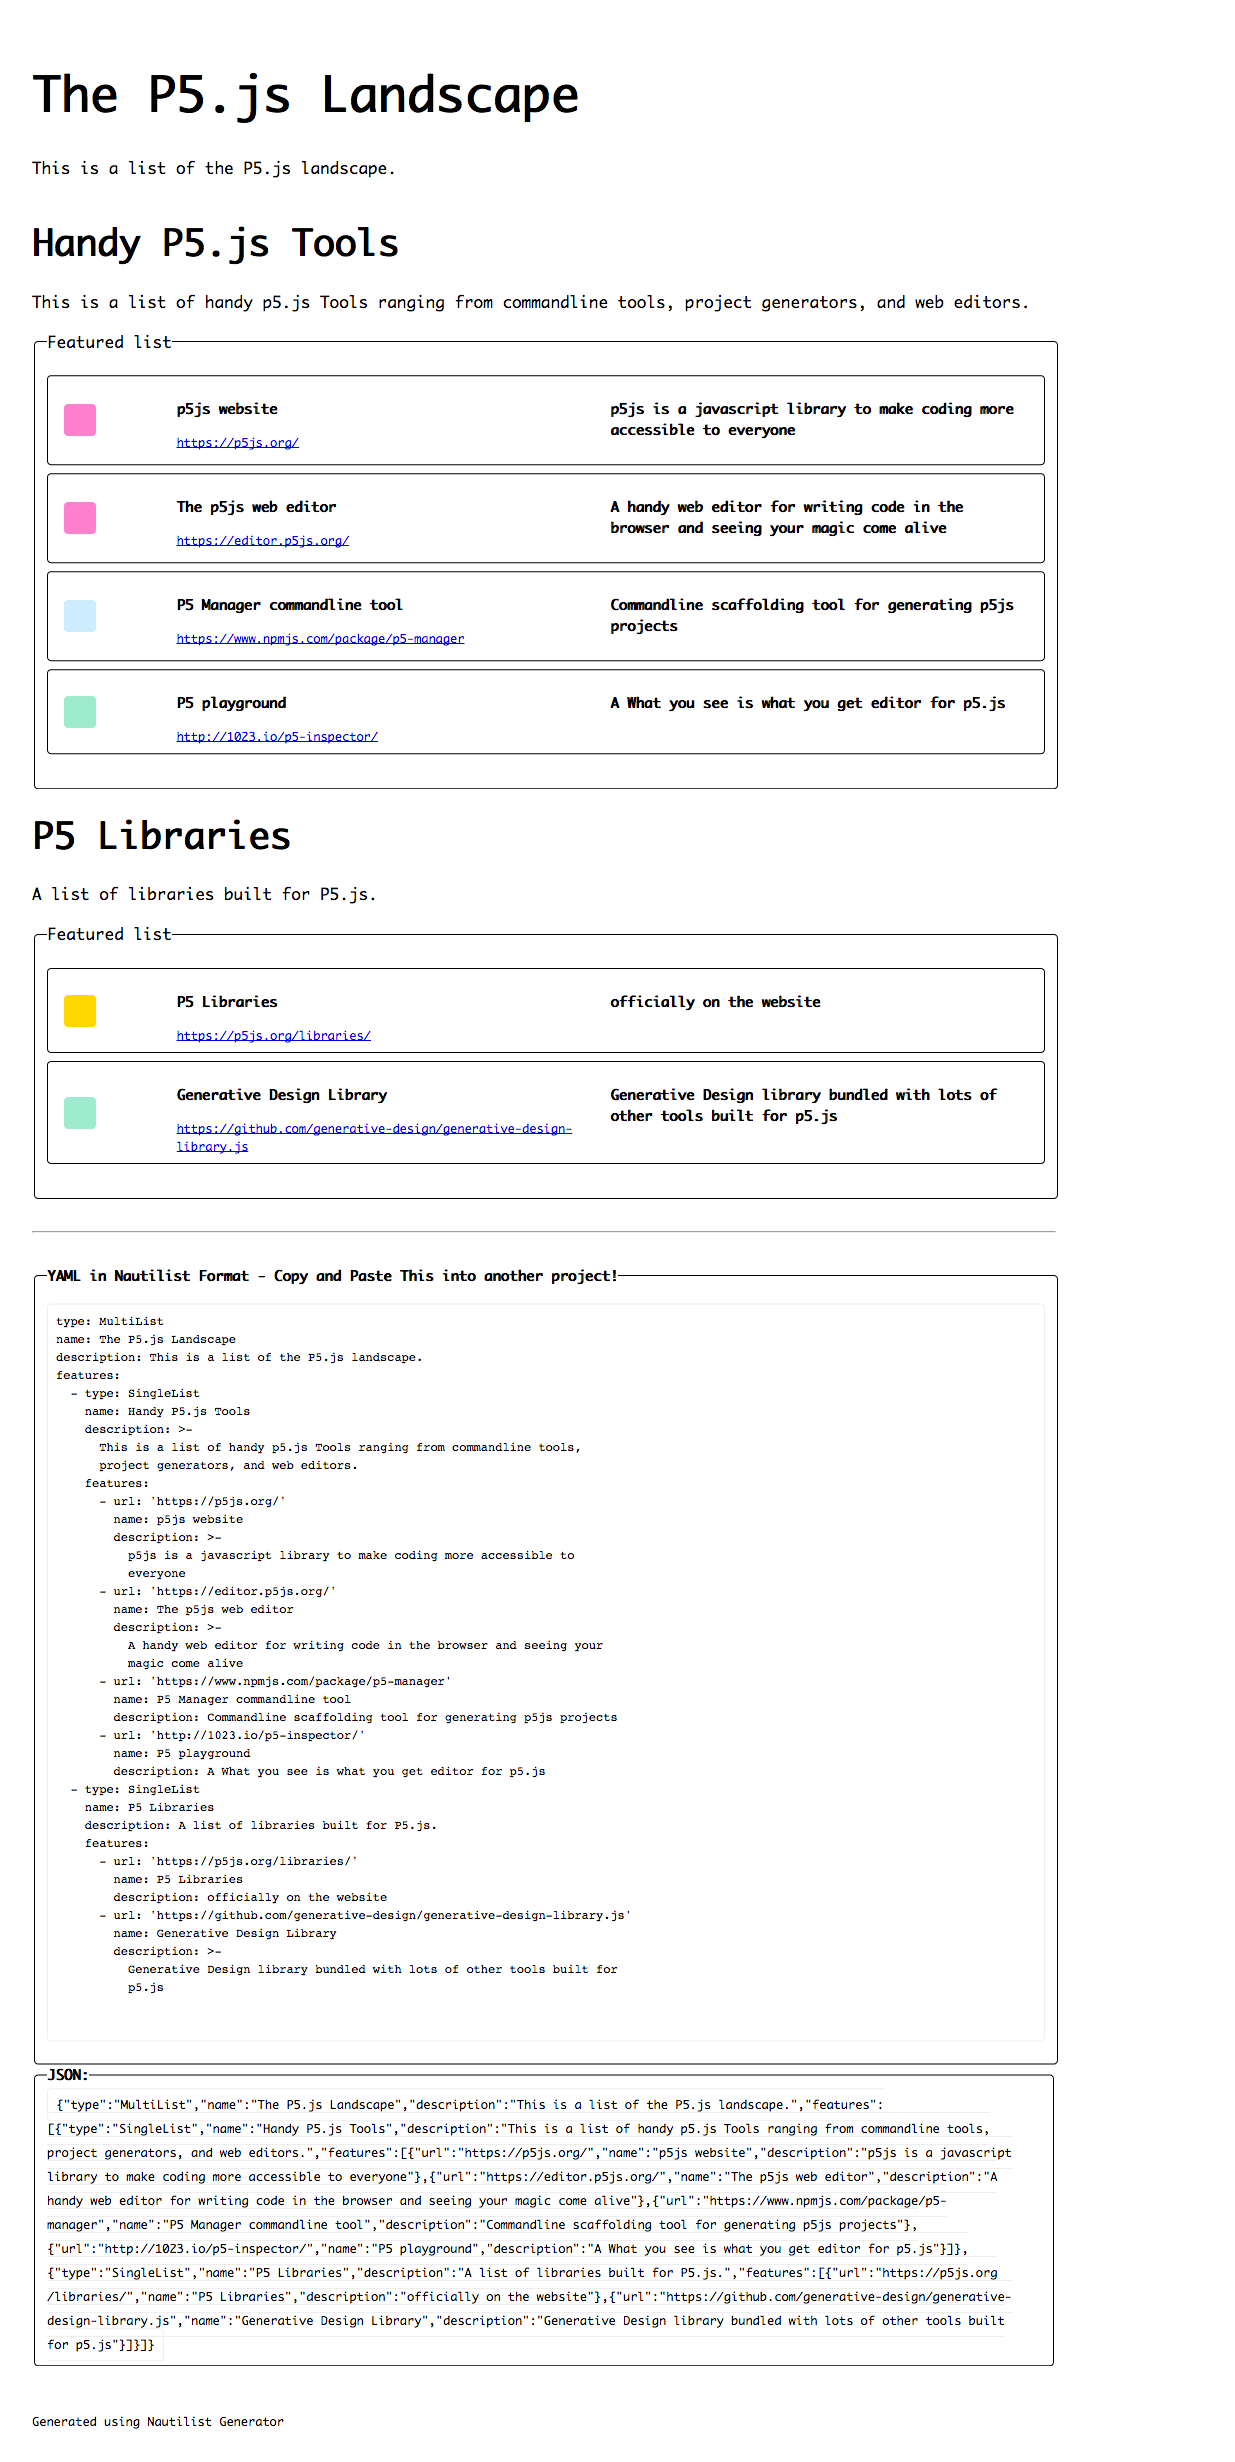 The P5.js Landscape
This is a list of the P5.js landscape.
Handy P5.js Tools
This is a list of handy p5.js Tools ranging from commandline tools, project generators, and web editors.
Featured list
p5js website
https://p5js.org/
p5js is a javascript library to make coding more
accessible to everyone
The p5js web editor
https://editor.p5js.org/
A handy web editor for writing code in the
browser and seeing your magic come alive
P5 Manager commandline tool
https://www.npmjs.com/package/p5-manager
Commandline scaffolding tool for generating p5js
projects
P5 playground
http://1023.io/p5-inspector/
A What you see is what you get editor for p5.js
P5 Libraries
A list of libraries built for P5.js.
Featured list
P5 Libraries
https://p5js.org/libraries/
officially on the website
Generative Design Library
https://github.com/generative-design/generative-design-
library.js
Generative Design library bundled with lots of
other tools built for p5.js
YAML in Nautilist Format - Copy and Paste This into another project!
type: MultiList
name: The P5.js Landscape
description: This is a list of the P5.js landscape.
features:
  - type: SingleList
    name: Handy P5.js Tools
    description: >-
      This is a list of handy p5.js Tools ranging from commandline tools,
      project generators, and web editors.
    features:
      - url: 'https://p5js.org/'
        name: p5js website
        description: >-
          p5js is a javascript library to make coding more accessible to
          everyone
      - url: 'https://editor.p5js.org/'
        name: The p5js web editor
        description: >-
          A handy web editor for writing code in the browser and seeing your
          magic come alive
      - url: 'https://www.npmjs.com/package/p5-manager'
        name: P5 Manager commandline tool
        description: Commandline scaffolding tool for generating p5js projects
      - url: 'http://1023.io/p5-inspector/'
        name: P5 playground
        description: A What you see is what you get editor for p5.js
  - type: SingleList
    name: P5 Libraries
    description: A list of libraries built for P5.js.
    features:
      - url: 'https://p5js.org/libraries/'
        name: P5 Libraries
        description: officially on the website
      - url: 'https://github.com/generative-design/generative-design-library.js'
        name: Generative Design Library
        description: >-
          Generative Design library bundled with lots of other tools built for
          p5.js
JSON:
{"type":"MultiList","name":"The P5.js Landscape","description":"This is a list of the P5.js landscape.","features":
[{"type":"SingleList","name":"Handy P5.js Tools","description":"This is a list of handy p5.js Tools ranging from commandline tools,
project generators, and web editors.","features":[{"url":"https://p5js.org/","name":"p5js website","description":"p5js is a javascript
library to make coding more accessible to everyone"},{"url":"https://editor.p5js.org/","name":"The p5js web editor","description":"A
handy web editor for writing code in the browser and seeing your magic come alive"},{"url":"https://www.npmjs.com/package/p5-
manager","name":"P5 Manager commandline tool","description":"Commandline scaffolding tool for generating p5js projects"},
{"url":"http://1023.io/p5-inspector/","name":"P5 playground","description":"A What you see is what you get editor for p5.js"}]},
{"type":"SingleList","name":"P5 Libraries","description":"A list of libraries built for P5.js.","features":[{"url":"https://p5js.org
/libraries/","name":"P5 Libraries","description":"officially on the website"},{"url":"https://github.com/generative-design/generative-
design-library.js","name":"Generative Design Library","description":"Generative Design library bundled with lots of other tools built
for p5.js"}]}]}
Generated using Nautilist Generator